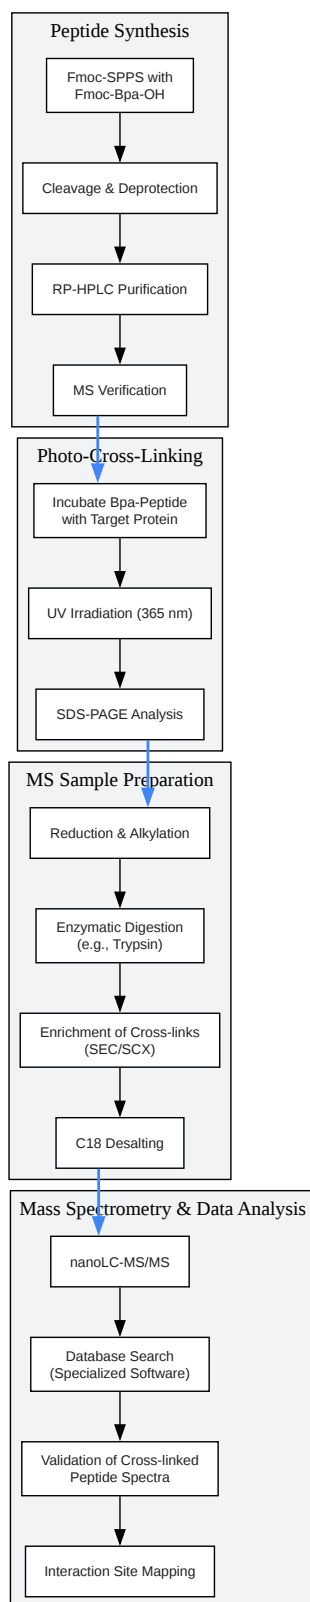 Peptide Synthesis
Fmoc-SPPS with
Fmoc-Bpa-OH
Cleavage & Deprotection
RP-HPLC Purification
MS Verification
Photo-Cross-Linking
Incubate Bpa-Peptide
with Target Protein
UV Irradiation (365 nm)
SDS-PAGE Analysis
MS Sample Preparation
Reduction & Alkylation
Enzymatic Digestion
(e.g., Trypsin)
Enrichment of Cross-links
(SEC/SCX)
C18 Desalting
Mass Spectrometry & Data Analysis
nanoLC-MS/MS
Database Search
(Specialized Software)
Validation of Cross-linked
Peptide Spectra
Interaction Site Mapping